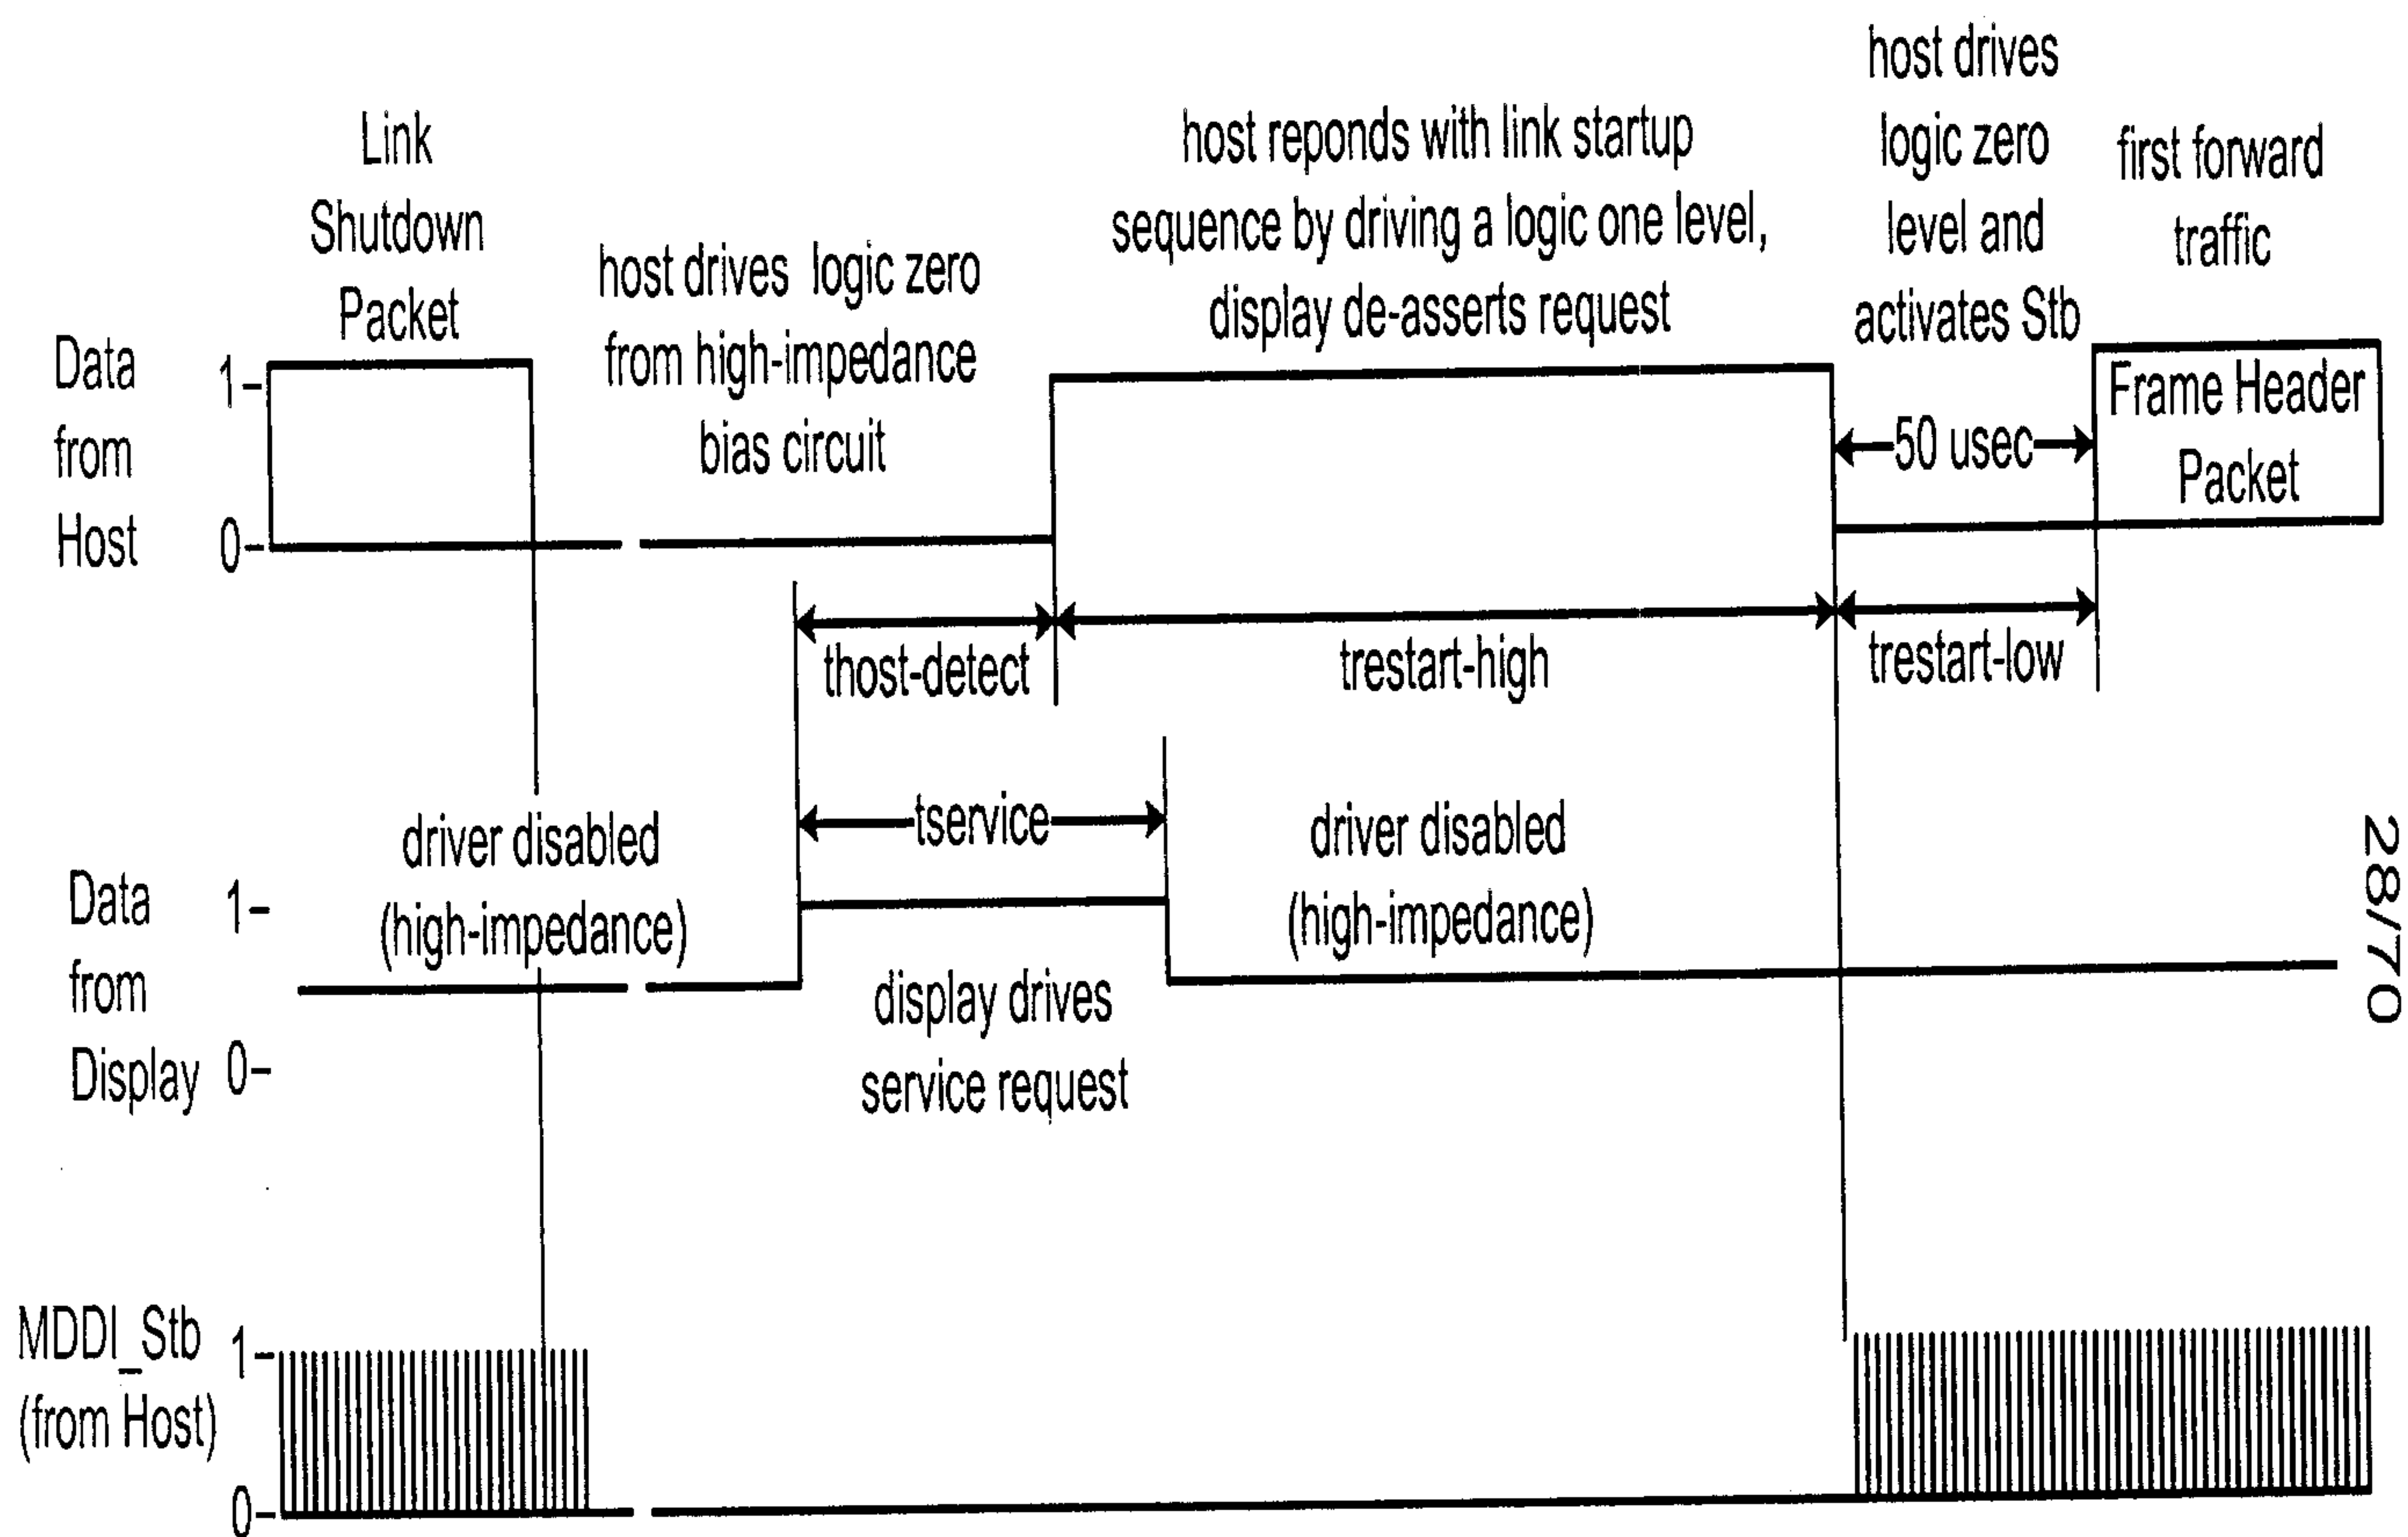 host drives
logic zero
level and
activates Stb
first forward
traffic
host reponds with link startup
sequence by driving a logic one level,
display de-asserts request
Link
Shutdown
Packet
host drives logic zero
from high-impedance
bias circuit
Data
from
Host
1-
0-
50 usec
Frame Header
Packet
thost-detect
trestart-high
trestart-low
tservice
driver disabled
(high-impedance)
driver disabled
(high-impedance)
Data
from
Display
1-
0-
display drives
service request
28/70
MDDI_Stb
(from Host)
1-
0-